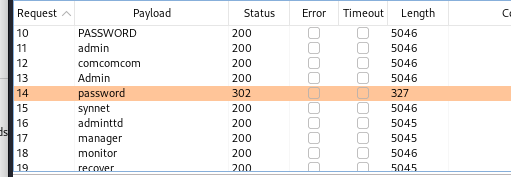 Request Payload Status Error Timeout Length Co
10 PASSWORD 200 5046
11 admin 200 5046
12 comcomcom 200 5046
13 Admin 200 5046
14 password 302 327
15 synnet 200 5046
16 adminttd 200 5045
17 manager 200 5045
18 monitor 200 5046
19 recover 200 5045
ds